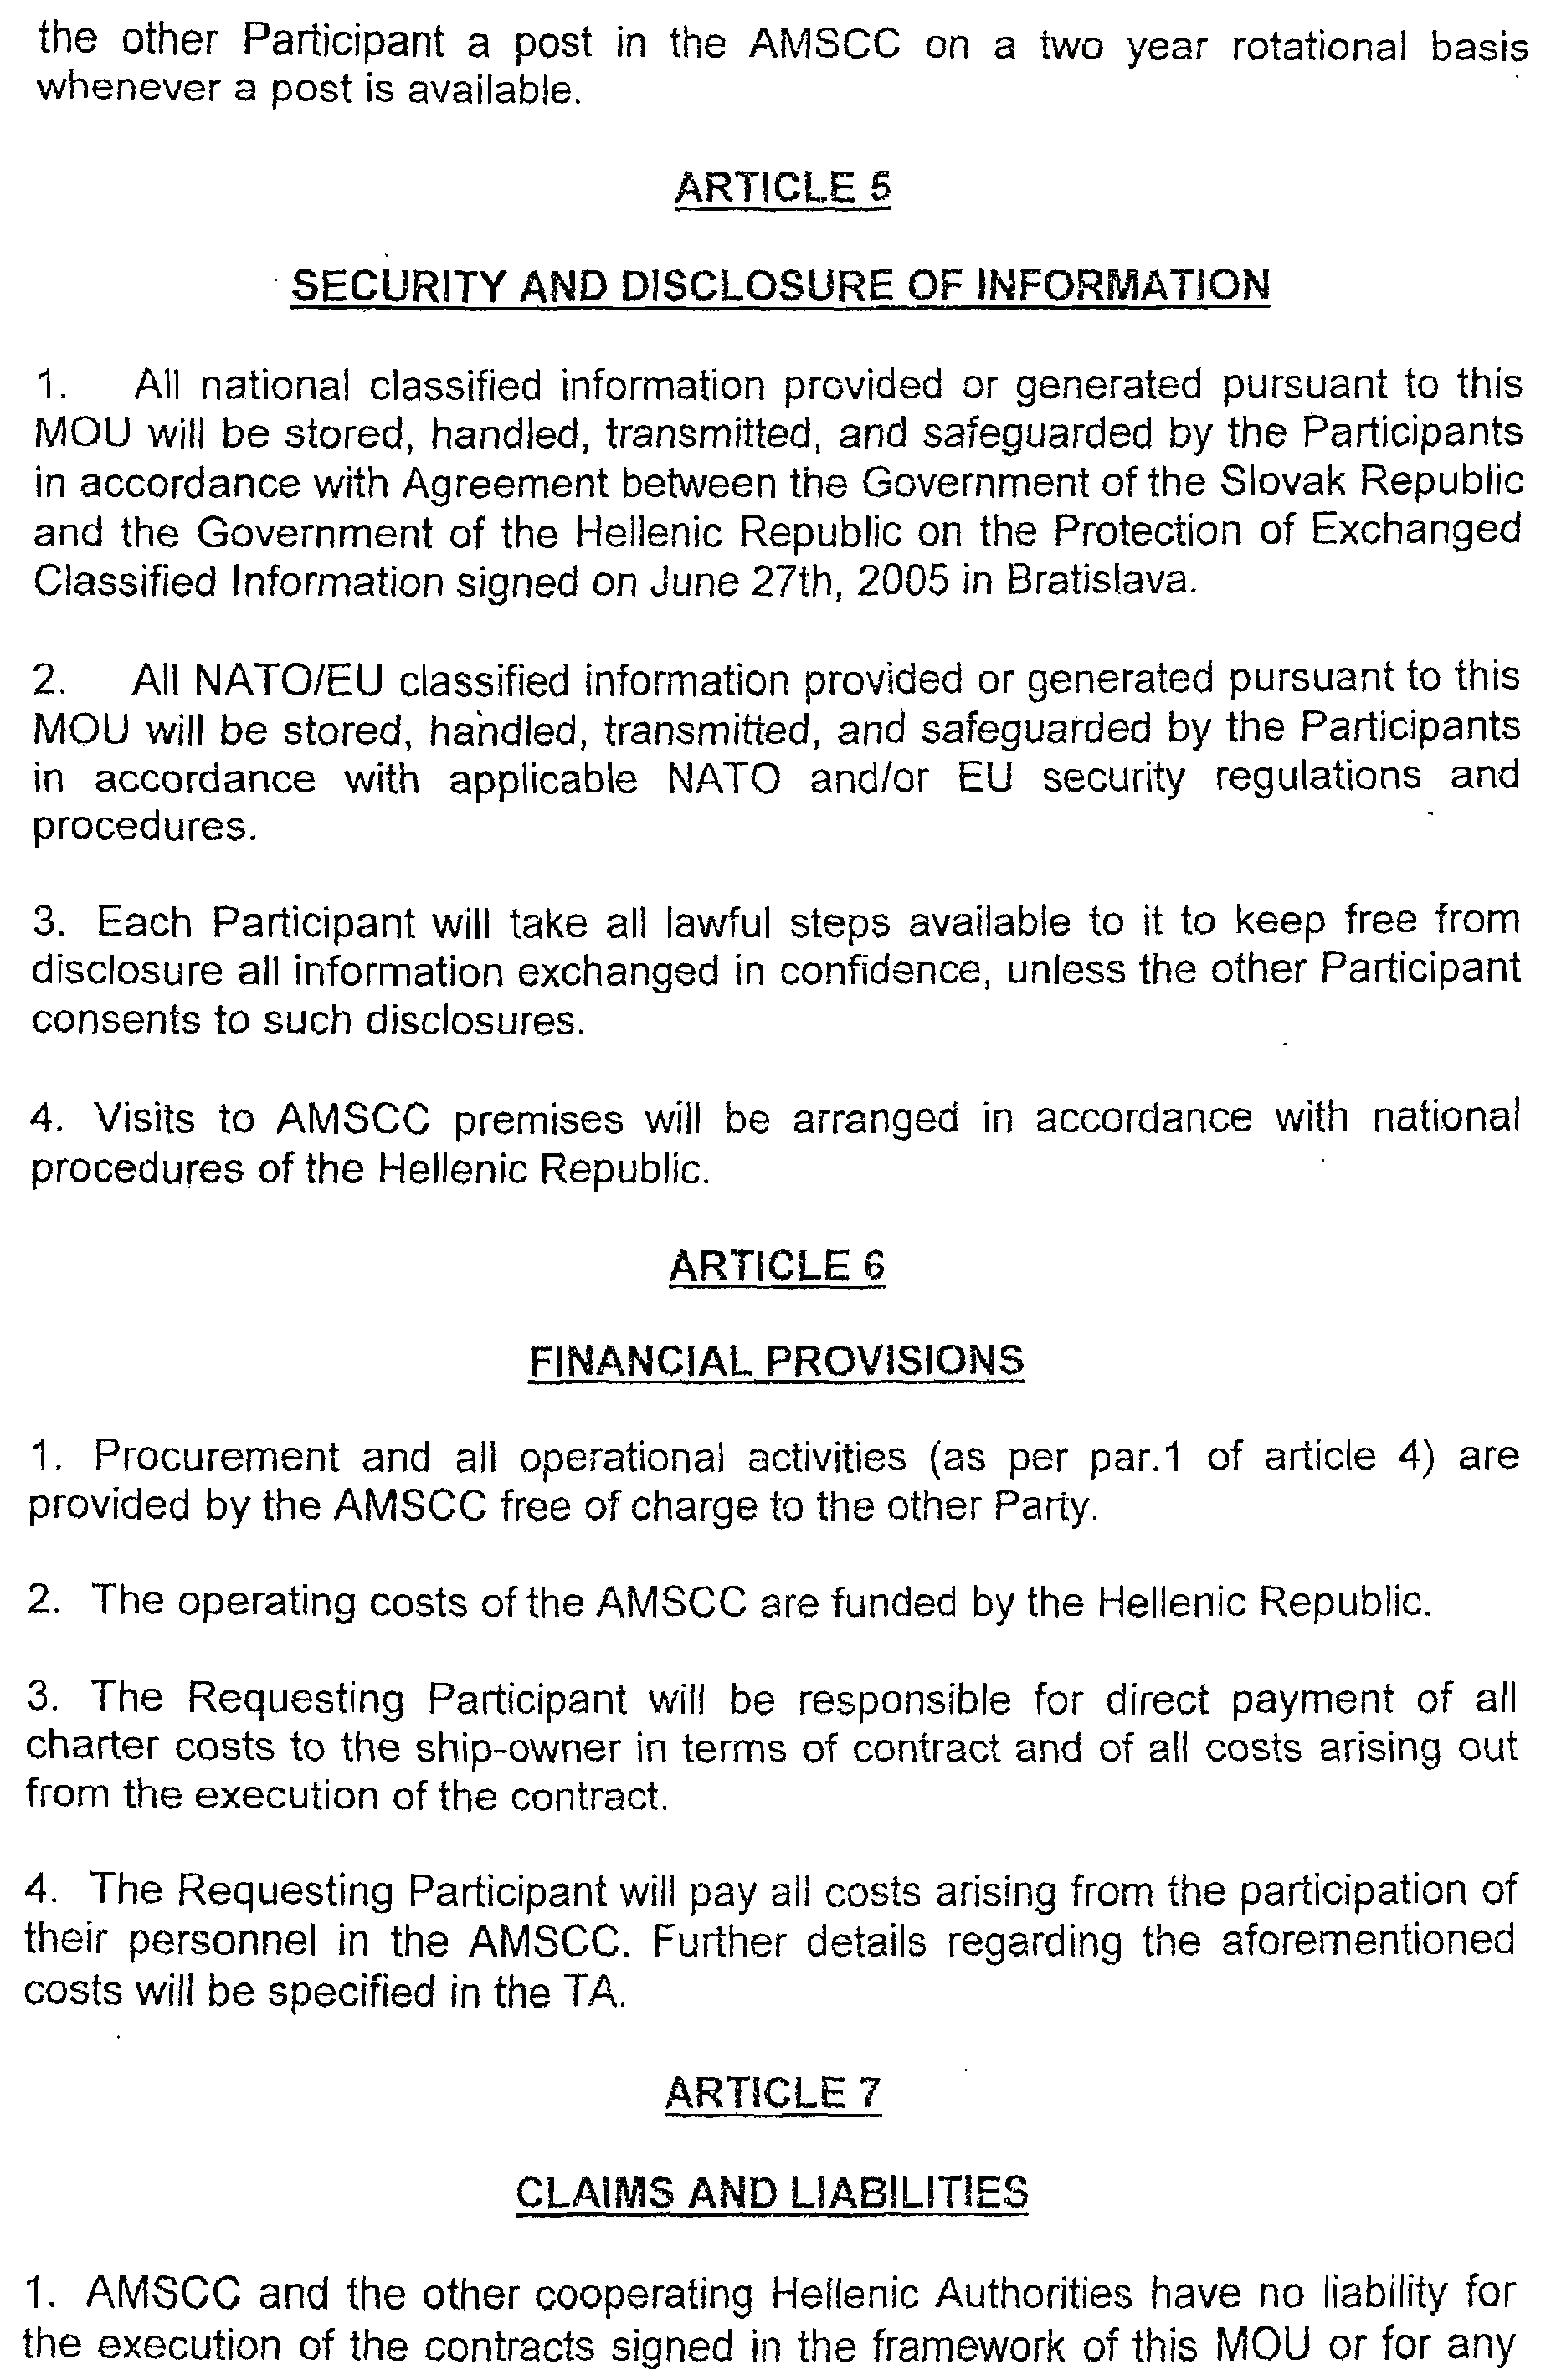 the other Participant a post in the AMSCC on a two year rotational basis
whenever a post is available.
ARTICLE 5
SECURITY AND DISCLOSURE OF INFORMATION
1. All national classified information provided or generated pursuant to this
MOU will be stored, handled, transmitted, and safeguarded by the Participants
in accordance with Agreement between the Government of the Slovak Republic
and the Government of the Hellenic Republic on the Protection of Exchanged
Classified Information signed on June 27th, 2005 in Bratislava.
2. All NATO/EU classified information provided or generated pursuant to this
MOU will be stored, handled, transmitted, and safeguarded by the Participants
in accordance with applicable NATO and/or EU security regulations and
procedures.
3. Each Participant will take all lawful steps available to it to keep free from
disclosure all information exchanged in confidence, unless the other Participant
consents to such disclosures.
4. Visits to AMSCC premises will be arranged in accordance with national
procedures of the Hellenic Republic.
ARTICLE 6
FINANCIAL PROVISIONS
1. Procurement and all operational activities (as per par.1 of article 4) are
provided by the AMSCC free of charge to the other Party.
2. The operating costs of the AMSCC are funded by the Hellenic Republic.
3. The Requesting Participant will be responsible for direct payment of all
charter costs to the ship-owner in terms of contract and of all costs arising out
from the execution of the contract.
4. The Requesting Participant will pay all costs arising from the participation of
their personnel in the AMSCC. Further details regarding the aforementioned
costs will be specified in the TA.
ARTICLE 7
CLAIMS AND LIABILITIES
1. AMSCC and the other cooperating Hellenic Authorities have no liability for
the execution of the contracts signed in the framework of this MOU or for any